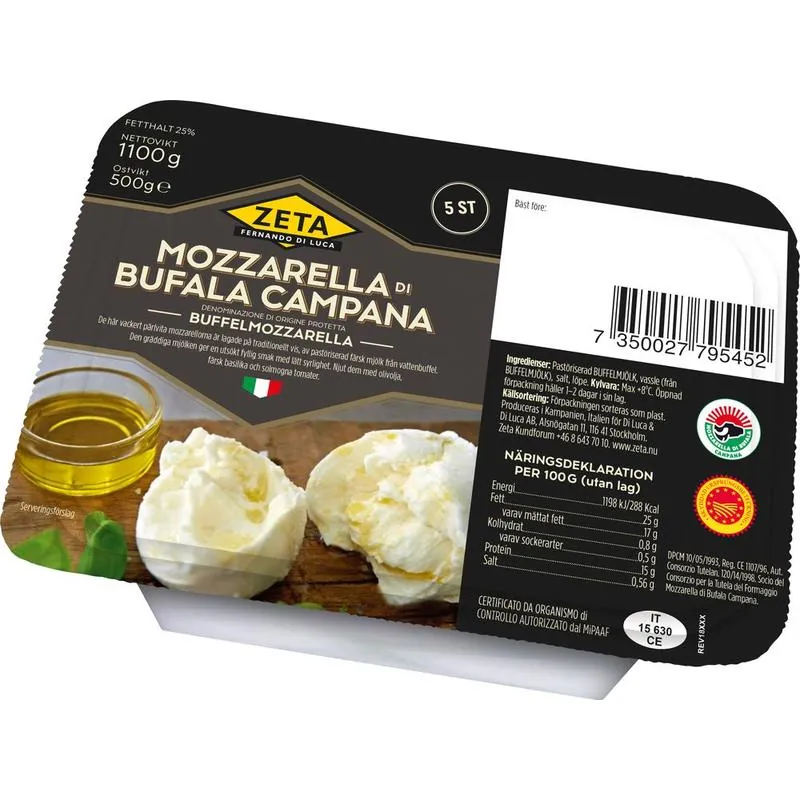 FETTHALT 25%
NETTOVIKT
1100g
Ostvikt
500g℮
ZETA
FERNANDO DI LUCA
5 ST
MOZZARELLA DI
BUFALA CAMPANA
DENOMINAZIONE DI ORIGINE PROTETTA
BUFFELMOZZARELLA
De här vackert pärlvita mozzarellorna är lagade på traditionellt vis, av pastöriserad färsk mjölk från vattenbuffel.
Den gräddiga mjölken ger en utsökt fyllig smak med lätt syrlighet. Njut dem med olivolja,
färsk basilika och solmogna tomater.
Serveringsförslag
Bäst före:
7 350027 795452
Ingredienser: Pastöriserad BUFFELMJÖLK, vassle (från
BUFFELMJÖLK), salt, löpe. Kylvara: Max +8°C. Öppnad
förpackning håller 1-2 dagar i sin lag.
Källsortering: Förpackningen sorteras som plast.
Produceras i Kampanien, Italien för Di Luca &
Di Luca AB, Alsnögatan 11, 116 41 Stockholm.
Zeta Kundforum +46 8 643 70 10. www.zeta.nu
MOZZARELLA DI BUFALA
CAMPANA
NÄRINGSDEKLARATION
PER 100G (utan lag)
Energi 1198 kJ/288 Kcal
Fett 25 g
varav mättat fett 17 g
Kolhydrat 0,8 g
varav sockerarter 0,5 g
Protein 15 g
Salt 0,56 g
DPCM 10/05/1993, Reg. CE 1107/96, Aut.
Consorzio Tutelan. 120/14/1998. Socio del
Consorzio per la Tutela del Formaggio
Mozzarella di Bufala Campana.
CERTIFICATO DA ORGANISMO di
CONTROLLO AUTORIZZATO dal MiPAAF
IT
15 630
CE
REV18XXX